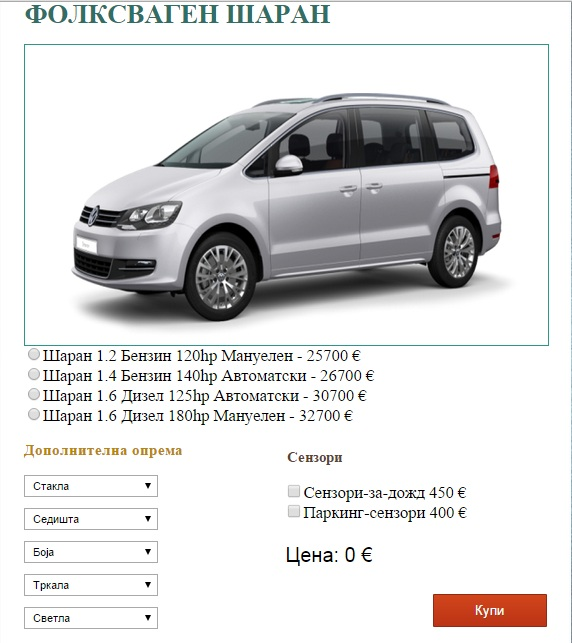 ФОЛКСВАГЕН ШАРАН
Шаран 1.2 Бензин 120hp Мануелен - 25700 €
Шаран 1.4 Бензин 140hp Автоматски - 26700 €
Шаран 1.6 Дизел 125hp Автоматски - 30700 €
Шаран 1.6 Дизел 180hp Мануелен - 32700 €
Дополнителна опрема
Стакла
Седишта
Боја
Тркала
Светла
Сензори
Сензори-за-дожд 450 €
Паркинг-сензори 400 €
Цена: 0 €
Купи